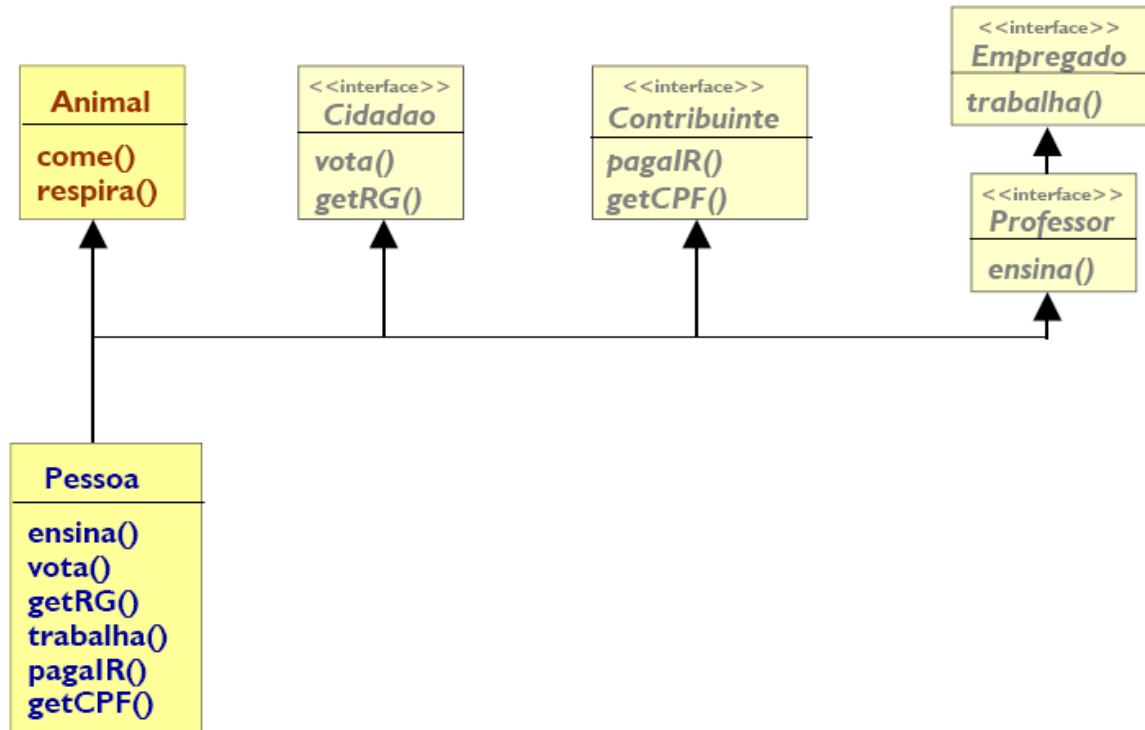 Animal
come()
respira()
<<interface>>
Cidadao
vota()
getRG()
<<interface>>
Contribuinte
pagaIR()
getCPF()
<<interface>>
Empregado
trabalha()
<<interface>>
Professor
ensina()
Pessoa
ensina()
vota()
getRG()
trabalha()
pagaIR()
getCPF()